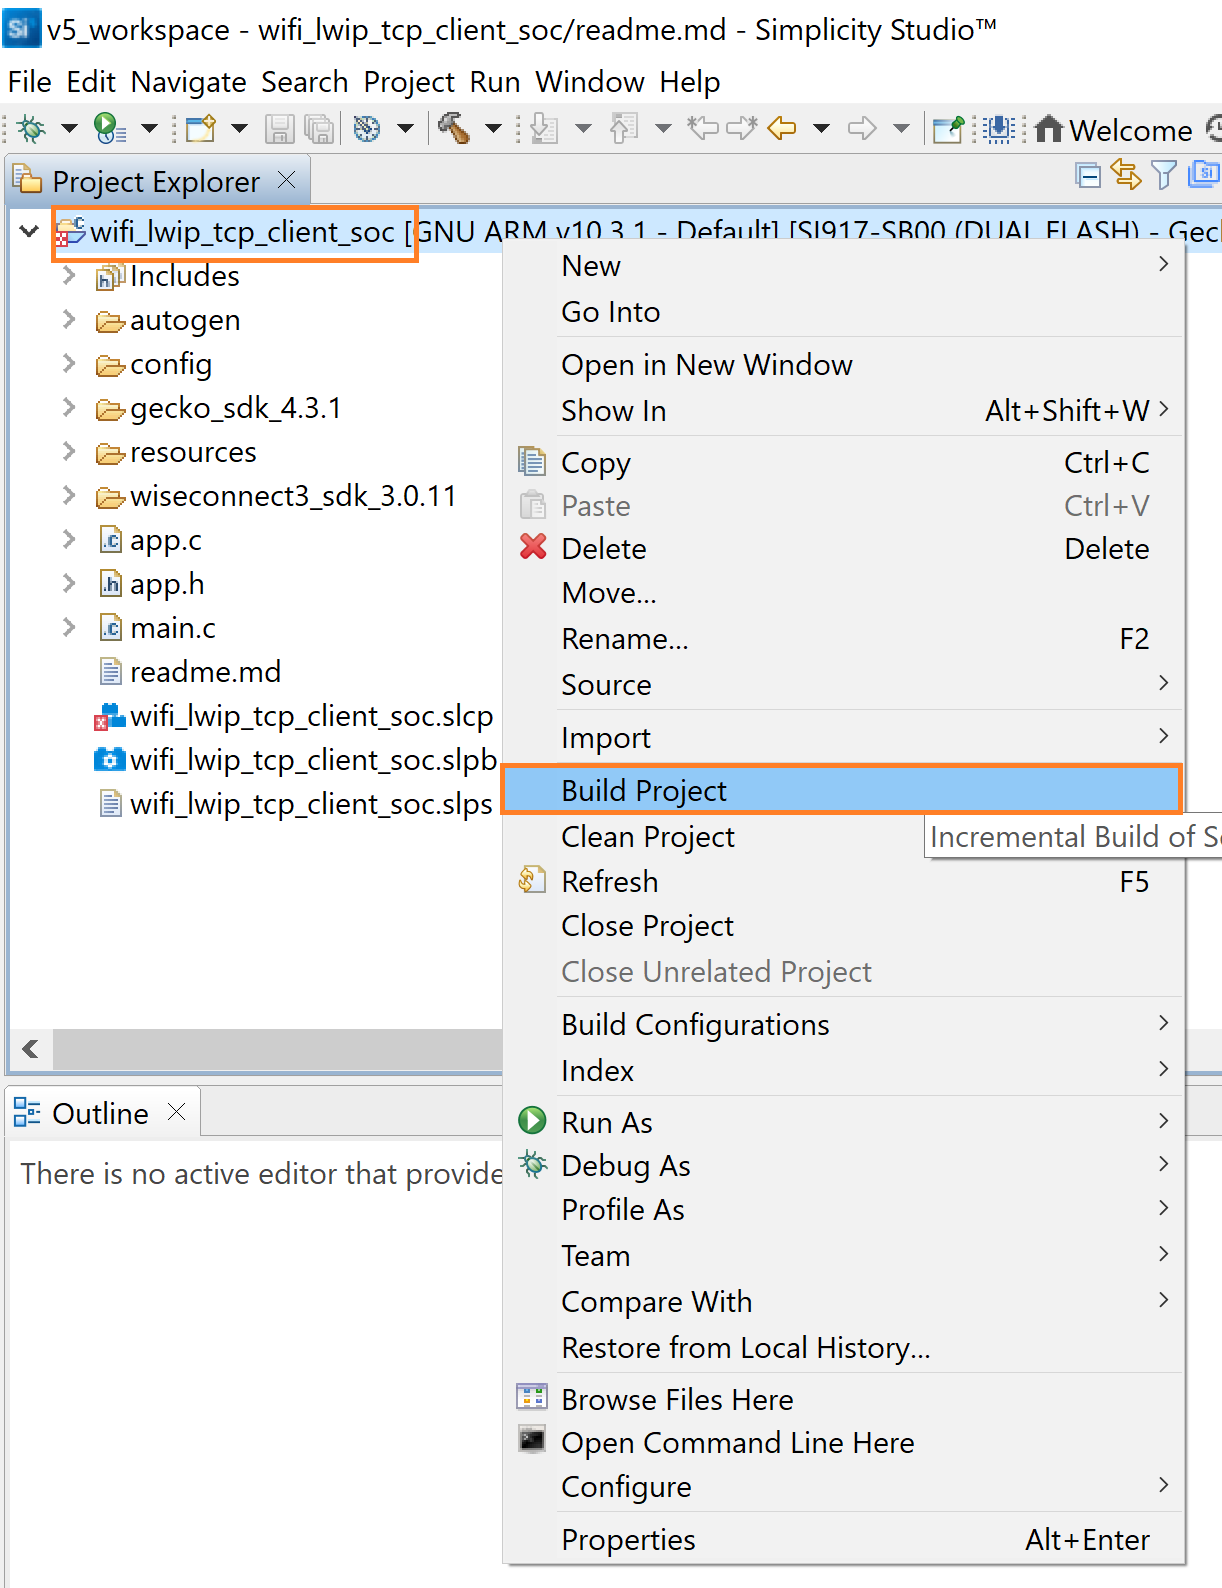 v5_workspace - wifi_lwip_tcp_client_soc/readme.md - Simplicity Studio™
File Edit Navigate Search Project Run Window Help
Welcome
Project Explorer
wifi_lwip_tcp_client_soc [GNU ARM v10.3.1 - Default] [SI917-SB00 (DUAL FLASH) - Geck
Includes
autogen
config
gecko_sdk_4.3.1
resources
wiseconnect3_sdk_3.0.11
app.c
app.h
main.c
readme.md
wifi_lwip_tcp_client_soc.slcp
wifi_lwip_tcp_client_soc.slpb
wifi_lwip_tcp_client_soc.slps
New
Go Into
Open in New Window
Show In Alt+Shift+W
Copy Ctrl+C
Paste Ctrl+V
Delete Delete
Move...
Rename... F2
Source
Import
Build Project
Clean Project
Incremental Build of
Refresh F5
Close Project
Close Unrelated Project
Build Configurations
Index
Run As
Debug As
Profile As
Team
Compare With
Restore from Local History...
Browse Files Here
Open Command Line Here
Configure
Properties Alt+Enter
Outline
There is no active editor that provide